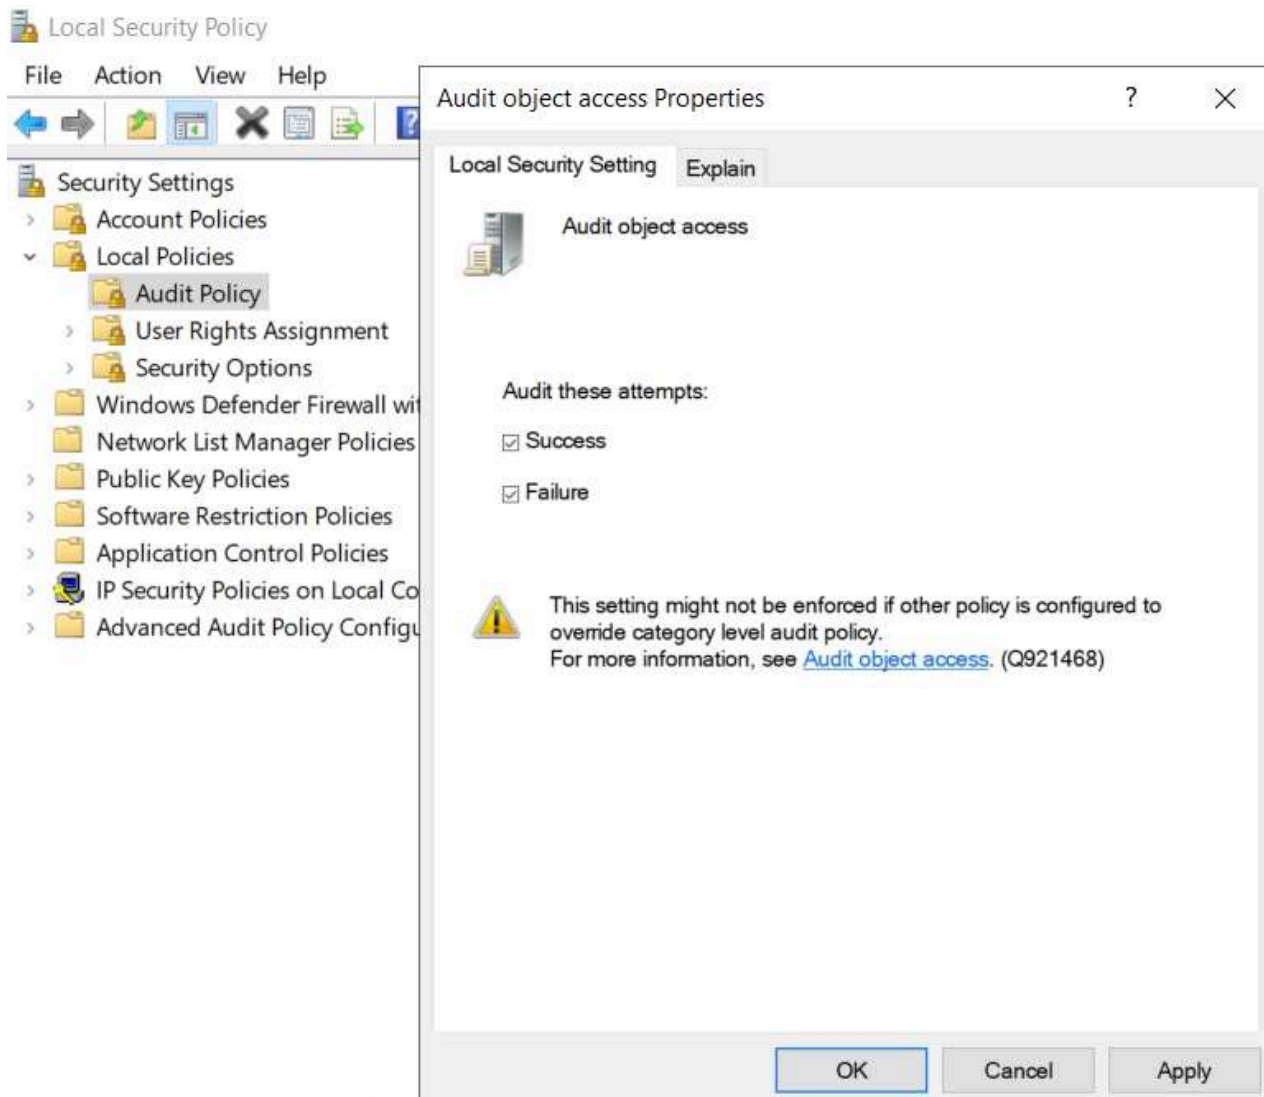 Local Security Policy
File Action View Help
?
Security Settings
Account Policies
Local Policies
Audit Policy
User Rights Assignment
Security Options
Windows Defender Firewall wit
Network List Manager Policies
Public Key Policies
Software Restriction Policies
Application Control Policies
IP Security Policies on Local Co
Advanced Audit Policy Configu
Audit object access Properties ?
Local Security Setting Explain
Audit object access
Audit these attempts:
Success
Failure
This setting might not be enforced if other policy is configured to
override category level audit policy.
For more information, see Audit object access. (Q921468)
OK Cancel Apply